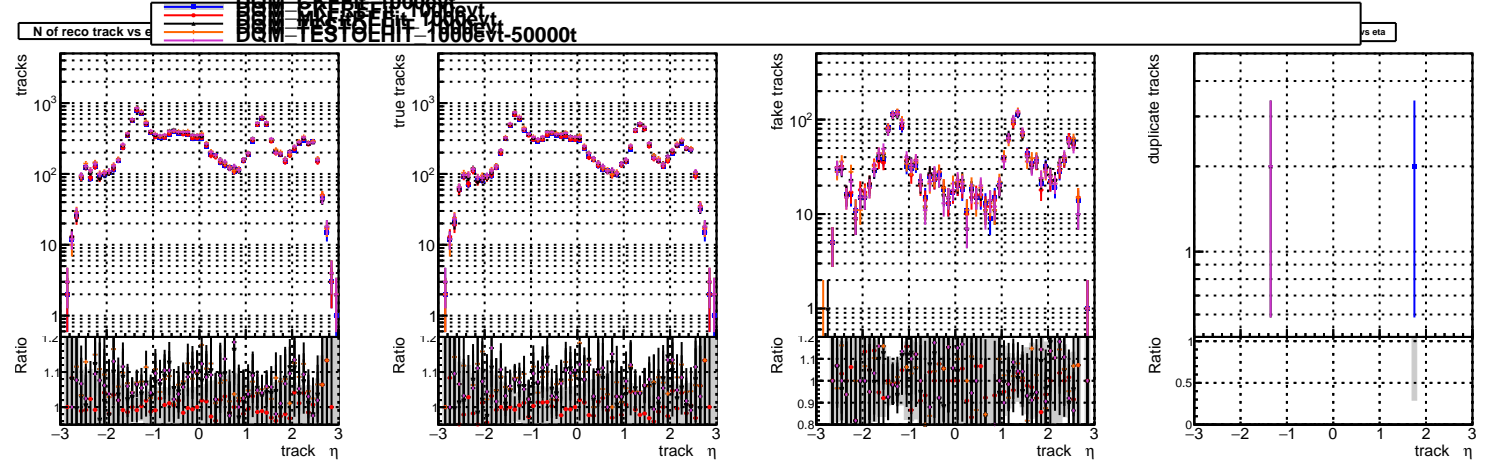 DQM_TESTOLHIT_1000evt-50000t
N of reco track vs e
vs eta
tracks
10³
10²
10
1
Ratio
1.2
1.1
1
−3 −2 −1 0 1 2 3
track η
true tracks
10³
10²
10
1
Ratio
1.2
1.1
1
−3 −2 −1 0 1 2 3
track η
fake tracks
10²
10
1
Ratio
1.2
1.1
1
0.9
0.8
−3 −2 −1 0 1 2 3
track η
duplicate tracks
1
Ratio
1
0.5
0
−3 −2 −1 0 1 2 3
track η